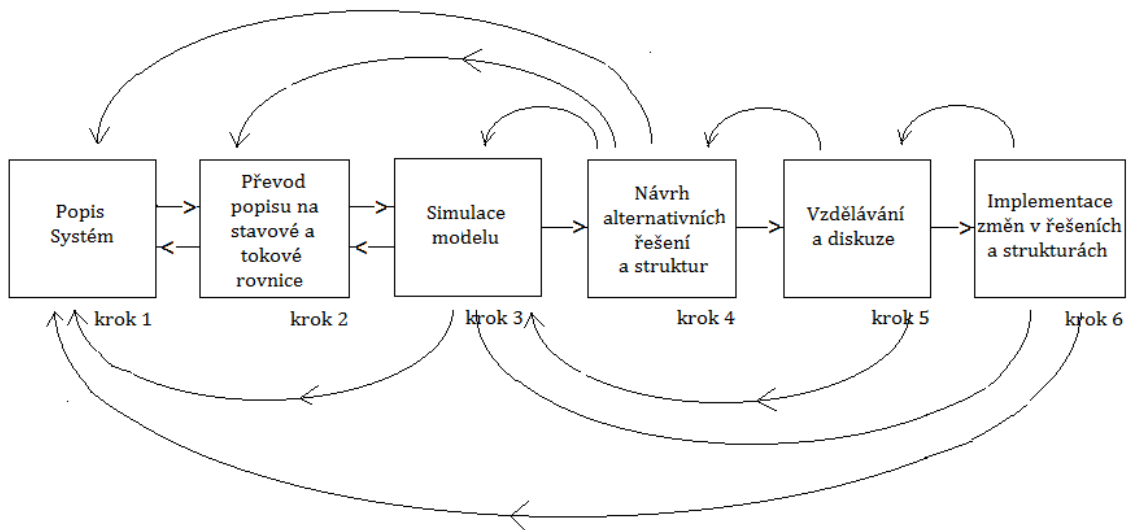 Popis
Systém
Převod
popisu na
stavové a
tokové
rovnice
Simulace
modelu
Návrh
alternativních
řešení
a struktur
Vzdělávání
a diskuze
Implementace
změn v řešeních
a strukturách
krok 1
krok 2
krok 3
krok 4
krok 5
krok 6